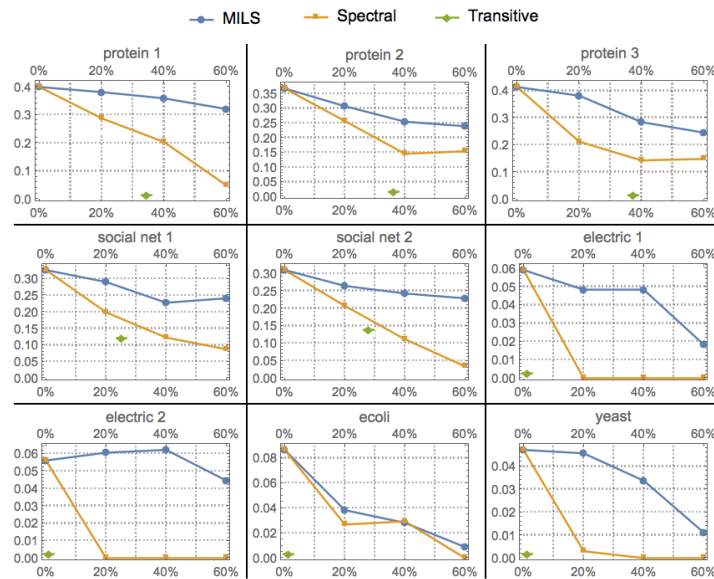 MILS Spectral Transitive
protein 1 protein 2 protein 3
0% 20% 40% 60% 0% 20% 40% 60% 0% 20% 40% 60%
0.4 0.3 0.2 0.1 0.0
0.35 0.30 0.25 0.20 0.15 0.10 0.05 0.00
0.4 0.3 0.2 0.1 0.0
0% 20% 40% 60% 0% 20% 40% 60% 0% 20% 40% 60%
social net 1 social net 2 electric 1
0% 20% 40% 60% 0% 20% 40% 60% 0% 20% 40% 60%
0.30 0.25 0.20 0.15 0.10 0.05 0.00
0.30 0.25 0.20 0.15 0.10 0.05 0.00
0.06 0.05 0.04 0.03 0.02 0.01 0.00
0% 20% 40% 60% 0% 20% 40% 60% 0% 20% 40% 60%
electric 2 ecoli yeast
0% 20% 40% 60% 0% 20% 40% 60% 0% 20% 40% 60%
0.06 0.05 0.04 0.03 0.02 0.01 0.00
0.08 0.06 0.04 0.02 0.00
0.04 0.03 0.02 0.01 0.00
0% 20% 40% 60% 0% 20% 40% 60% 0% 20% 40% 60%